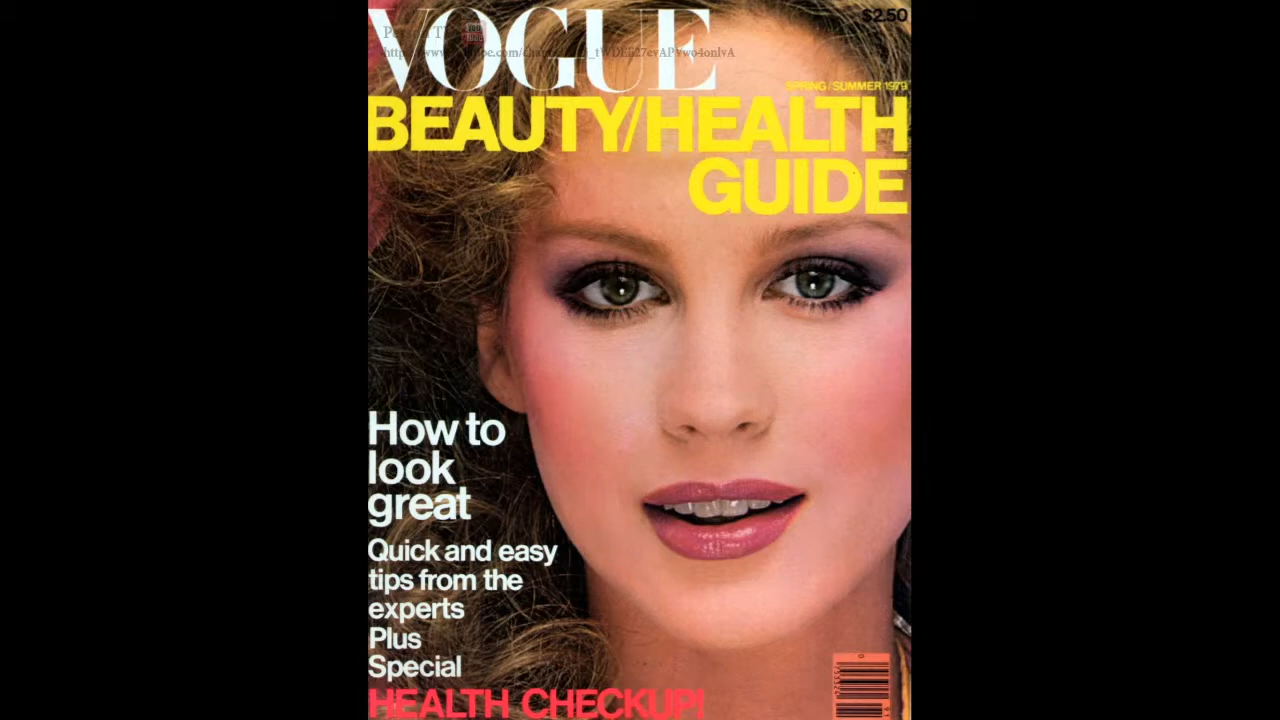 VOGUE
$2.50
SPRING/SUMMER 1979
BEAUTY/HEALTH
GUIDE
How to
look
great
Quick and easy
tips from the
experts
Plus
Special
HEALTH CHECKUP!